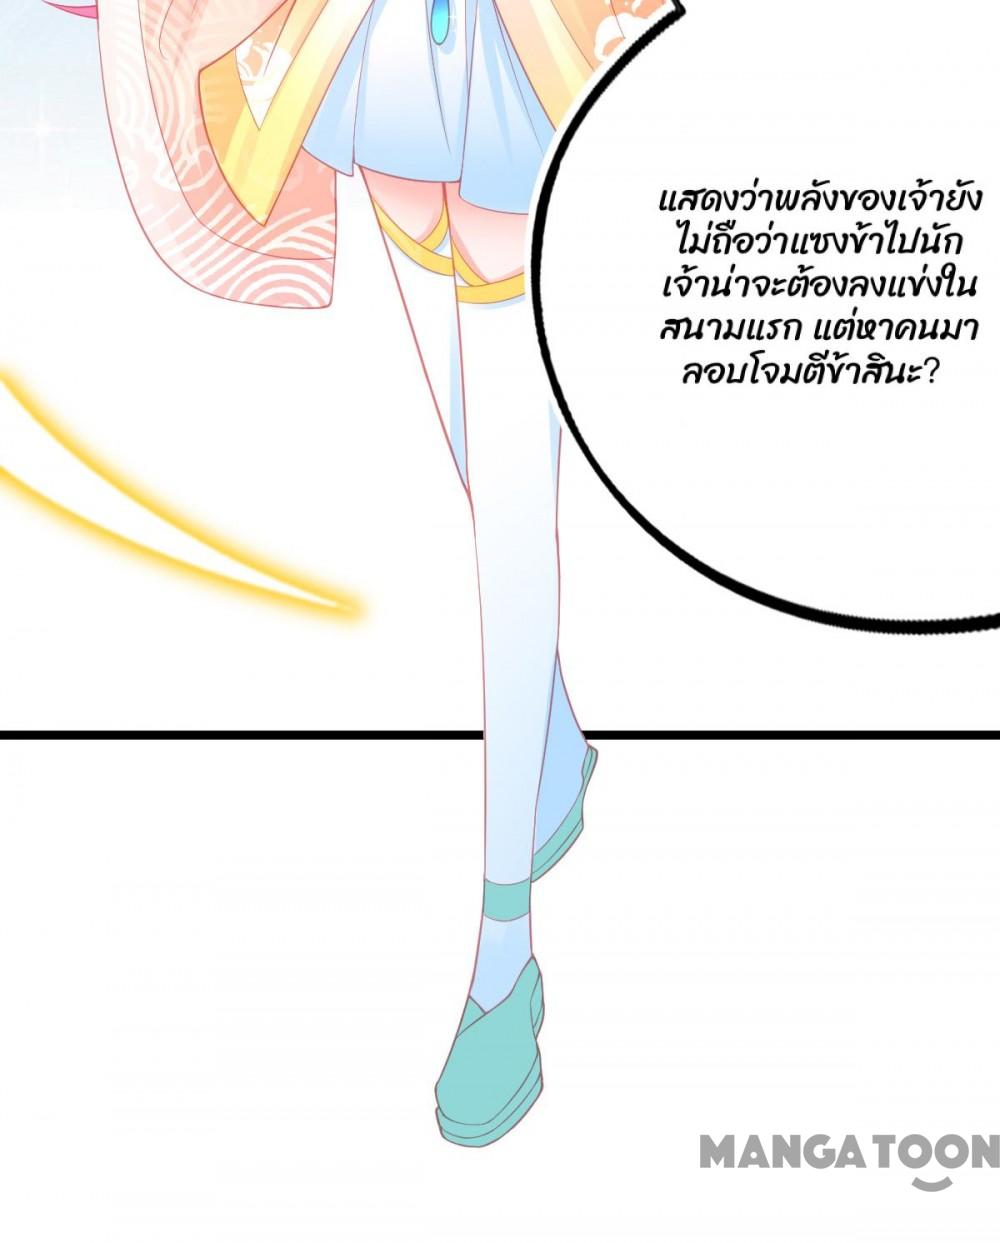 แสดงว่าพลังของเจ้ายัง
ไม่ถือว่าแซงข้าไปนัก
เจ้าน่าจะต้องลงแข่งใน
สนามแรก แต่หาคนมา
ลอบโจมตีข้าสินะ?
MANGATOON